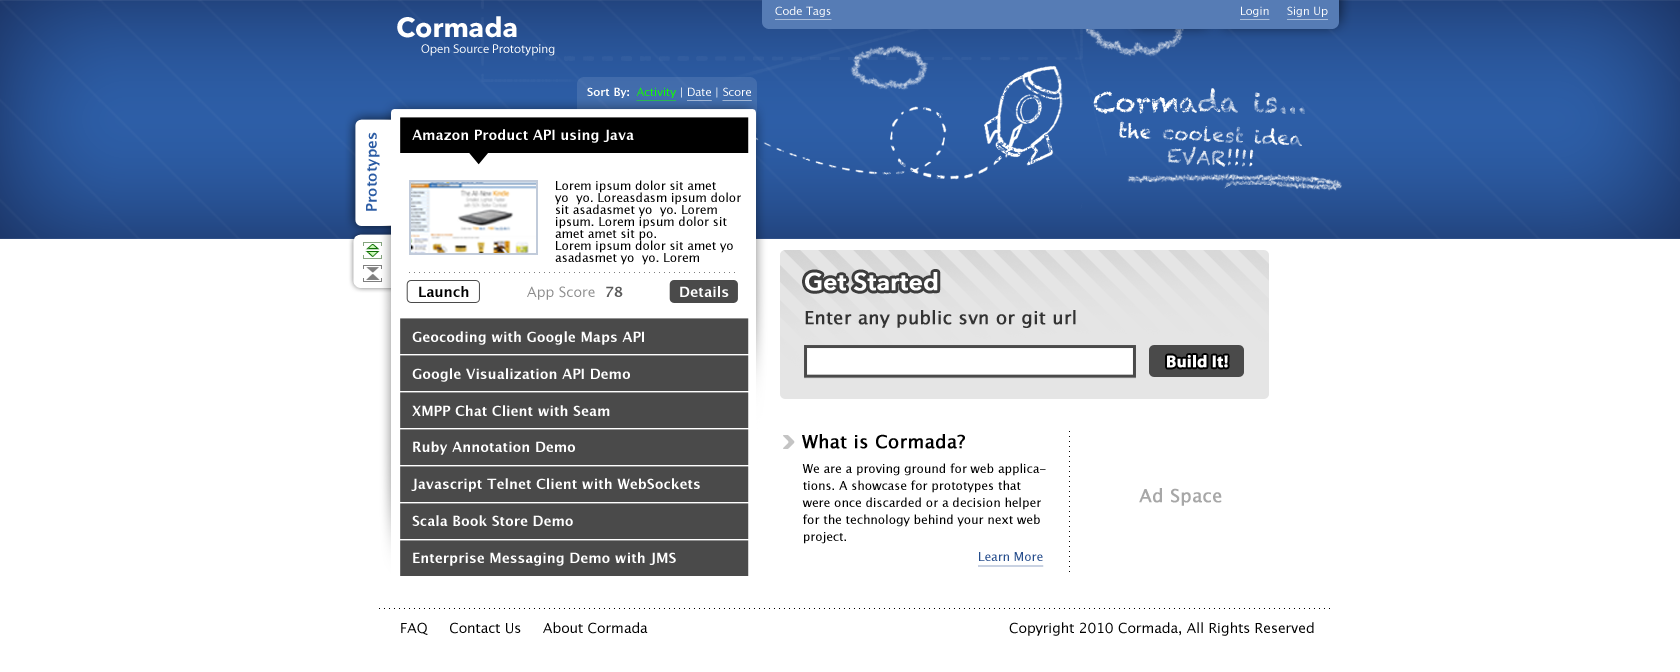 Cormada
Open Source Prototyping
Code Tags
Login
Sign Up
Sort By: Activity | Date | Score
Cormada is...
the coolest idea
EVAR!!!!
Prototypes
Amazon Product API using Java
Lorem ipsum dolor sit amet
yo yo. Loreasdasm ipsum dolor
sit asadasmet yo yo. Lorem
ipsum. Lorem ipsum dolor sit
amet amet sit po.
Lorem ipsum dolor sit amet yo
asadasmet yo yo. Lorem
Launch
App Score 78
Details
Geocoding with Google Maps API
Google Visualization API Demo
XMPP Chat Client with Seam
Ruby Annotation Demo
Javascript Telnet Client with WebSockets
Scala Book Store Demo
Enterprise Messaging Demo with JMS
Get Started
Enter any public svn or git url
Build It!
What is Cormada?
We are a proving ground for web applica-
tions. A showcase for prototypes that
were once discarded or a decision helper
for the technology behind your next web
project.
Learn More
Ad Space
FAQ
Contact Us
About Cormada
Copyright 2010 Cormada, All Rights Reserved